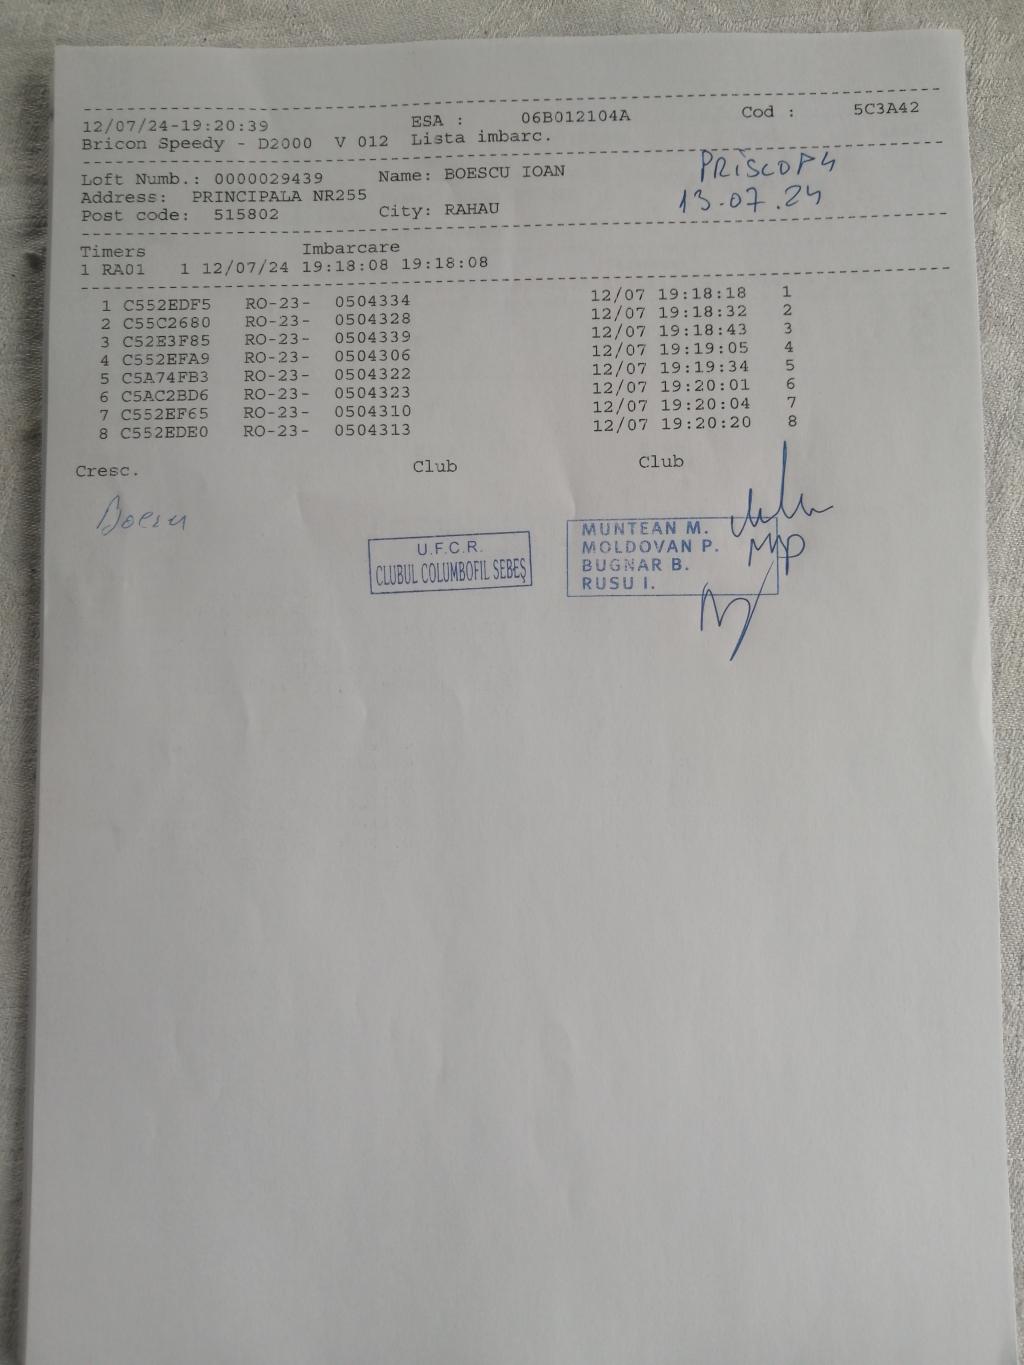 12/07/24-19:20:39 ESA : 06B012104A Cod : 5C3A42
Bricon Speedy - D2000 V 012 Lista imbarc.
Loft Numb.: 0000029439 Name: BOESCU IOAN
Address: PRINCIPALA NR255
Post code: 515802 City: RAHAU
PRISCOP4
13.07.24
Timers Imbarcare
1 RA01 1 12/07/24 19:18:08 19:18:08
1 C552EDF5 RO-23- 0504334 12/07 19:18:18 1
2 C55C2680 RO-23- 0504328 12/07 19:18:32 2
3 C52E3F85 RO-23- 0504339 12/07 19:18:43 3
4 C552EFA9 RO-23- 0504306 12/07 19:19:05 4
5 C5A74FB3 RO-23- 0504322 12/07 19:19:34 5
6 C5AC2BD6 RO-23- 0504323 12/07 19:20:01 6
7 C552EF65 RO-23- 0504310 12/07 19:20:04 7
8 C552EDE0 RO-23- 0504313 12/07 19:20:20 8
Cresc. Club Club
U.F.C.R.
CLUBUL COLUMBOFIL SEBEȘ
MUNTEAN M.
MOLDOVAN P.
BUGNAR B.
RUSU I.